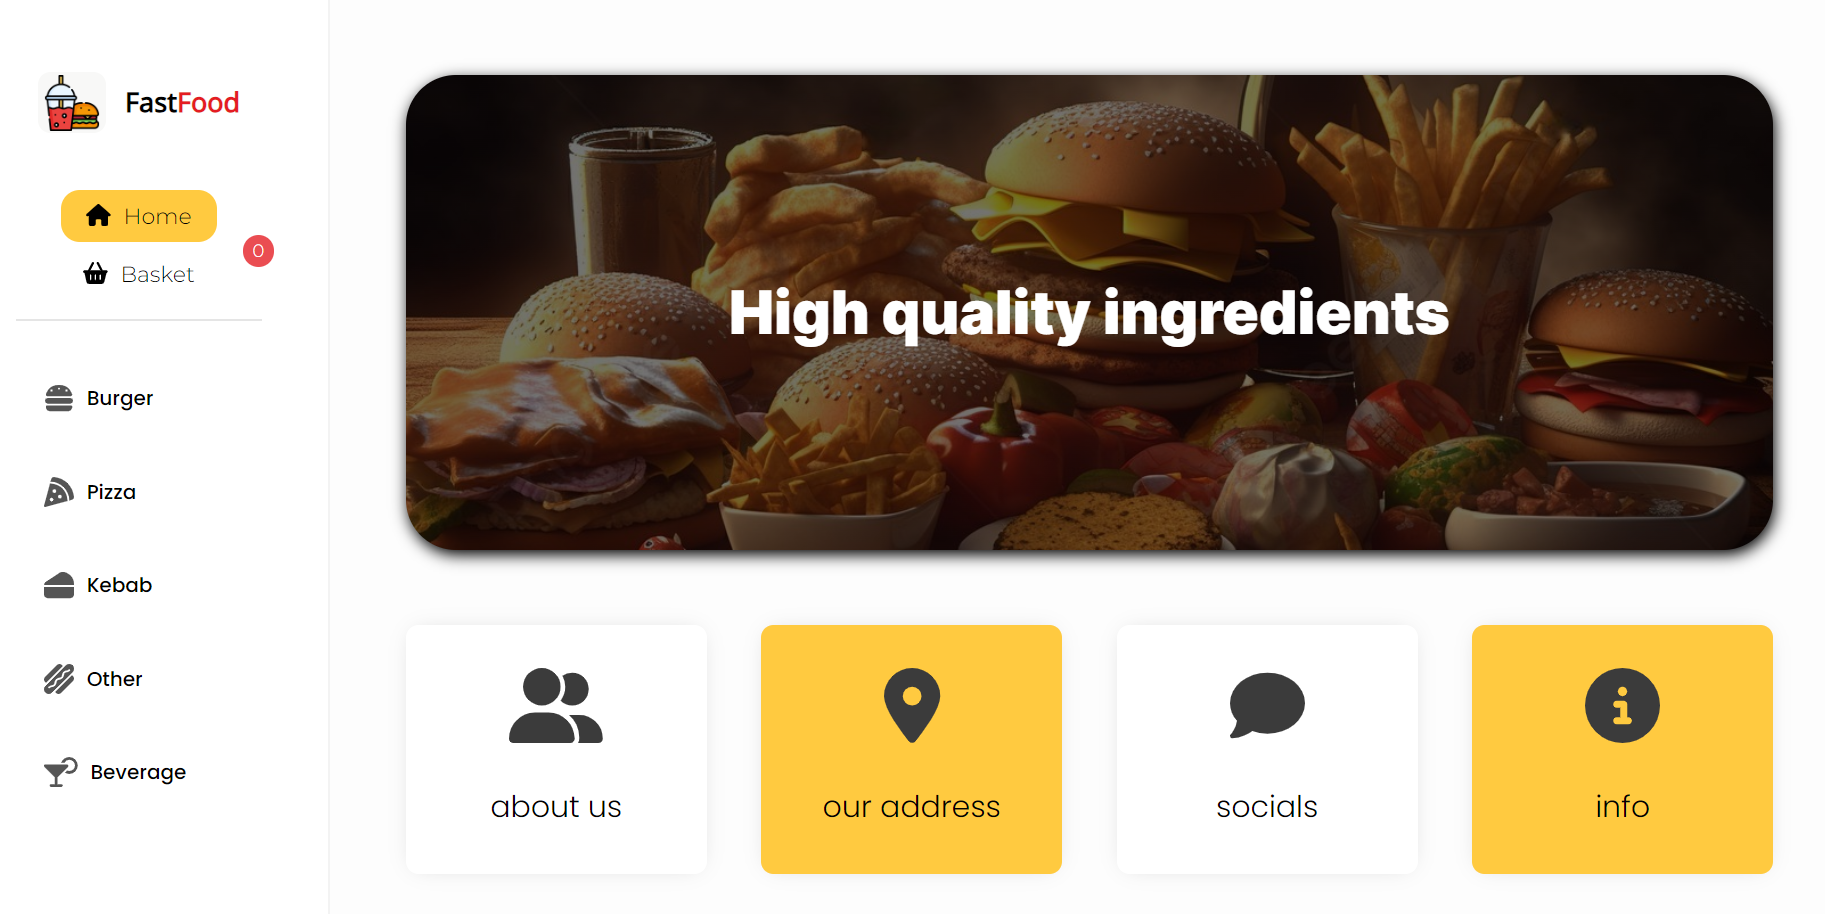 FastFood
Home
0
Basket
Burger
Pizza
Kebab
Other
Beverage
High quality ingredients
about us
our address
socials
info